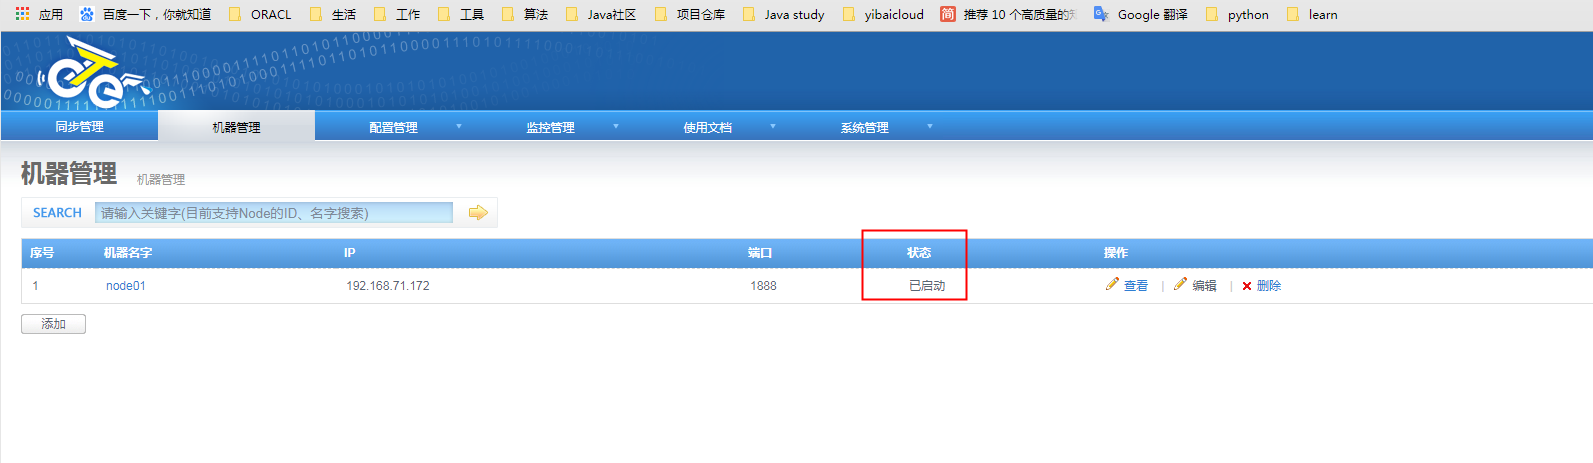 应用 百度一下，你就知道 ORACL 生活 工作 工具 算法 Java社区 项目仓库 Java study yibaicloud 简 推荐 10 个高质量的 Google 翻译 python learn
eTe
同步管理 机器管理 配置管理 监控管理 使用文档 系统管理
机器管理 机器管理
SEARCH 请输入关键字(目前支持Node的ID、名字搜索)
序号 机器名字 IP 端口 状态 操作
1 node01 192.168.71.172 1888 已启动 查看 | 编辑 | 删除
添加